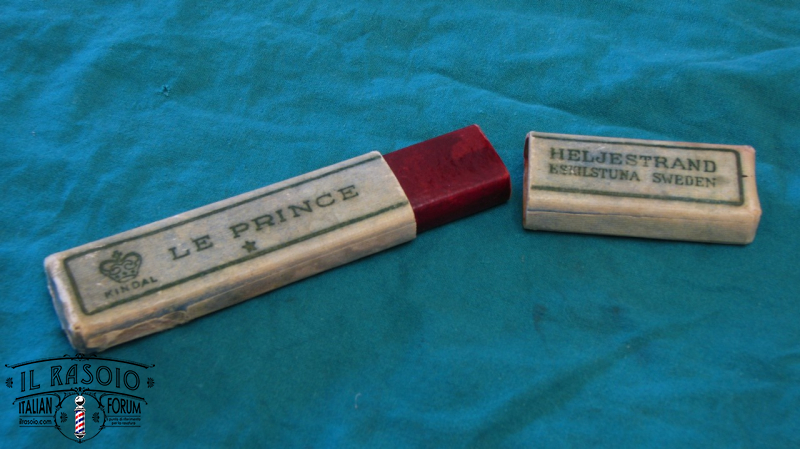 LE PRINCE
KINDAL
HELJESTRAND
ESKILSTUNA SWEDEN
IL RASOIO
ITALIAN FORUM
ilrasoio.com